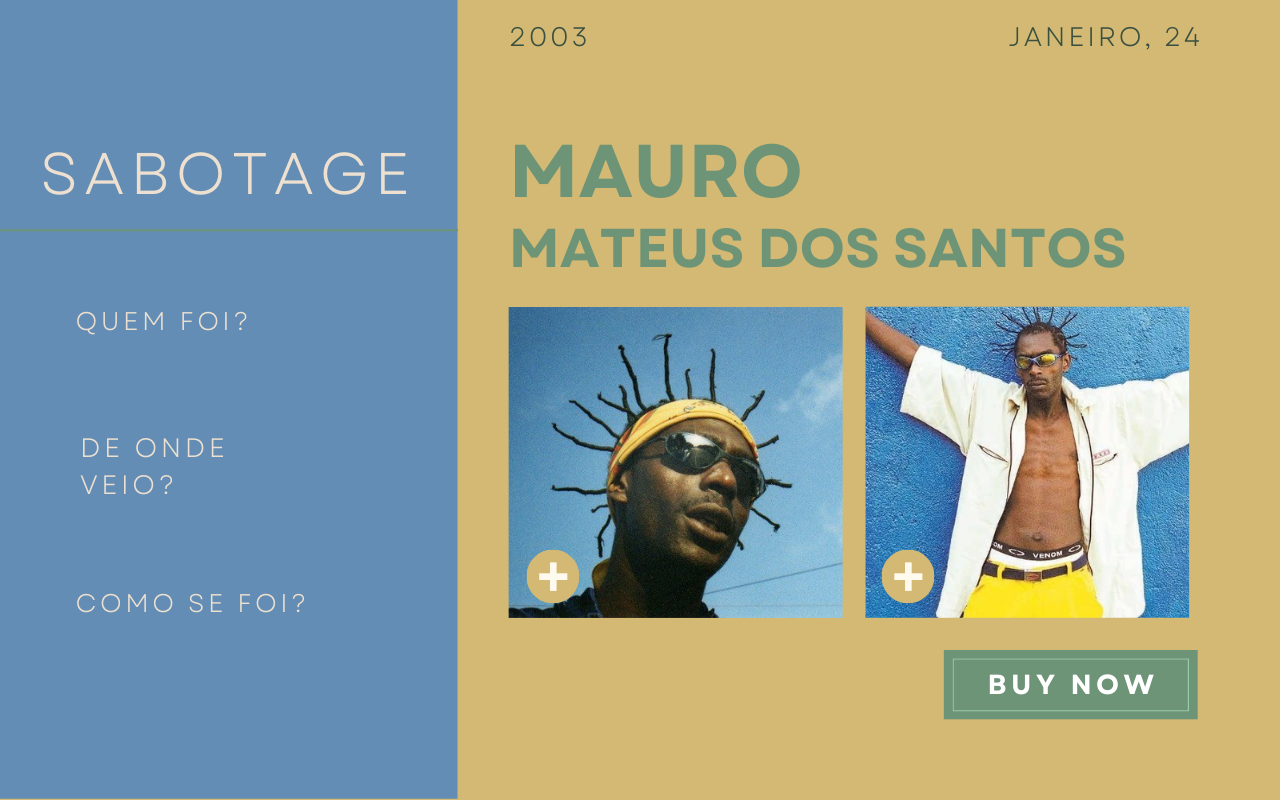 2003
JANEIRO, 24
SABOTAGE
MAURO
MATEUS DOS SANTOS
QUEM FOI?
DE ONDE
VEIO?
COMO SE FOI?
VENOM
BUY NOW